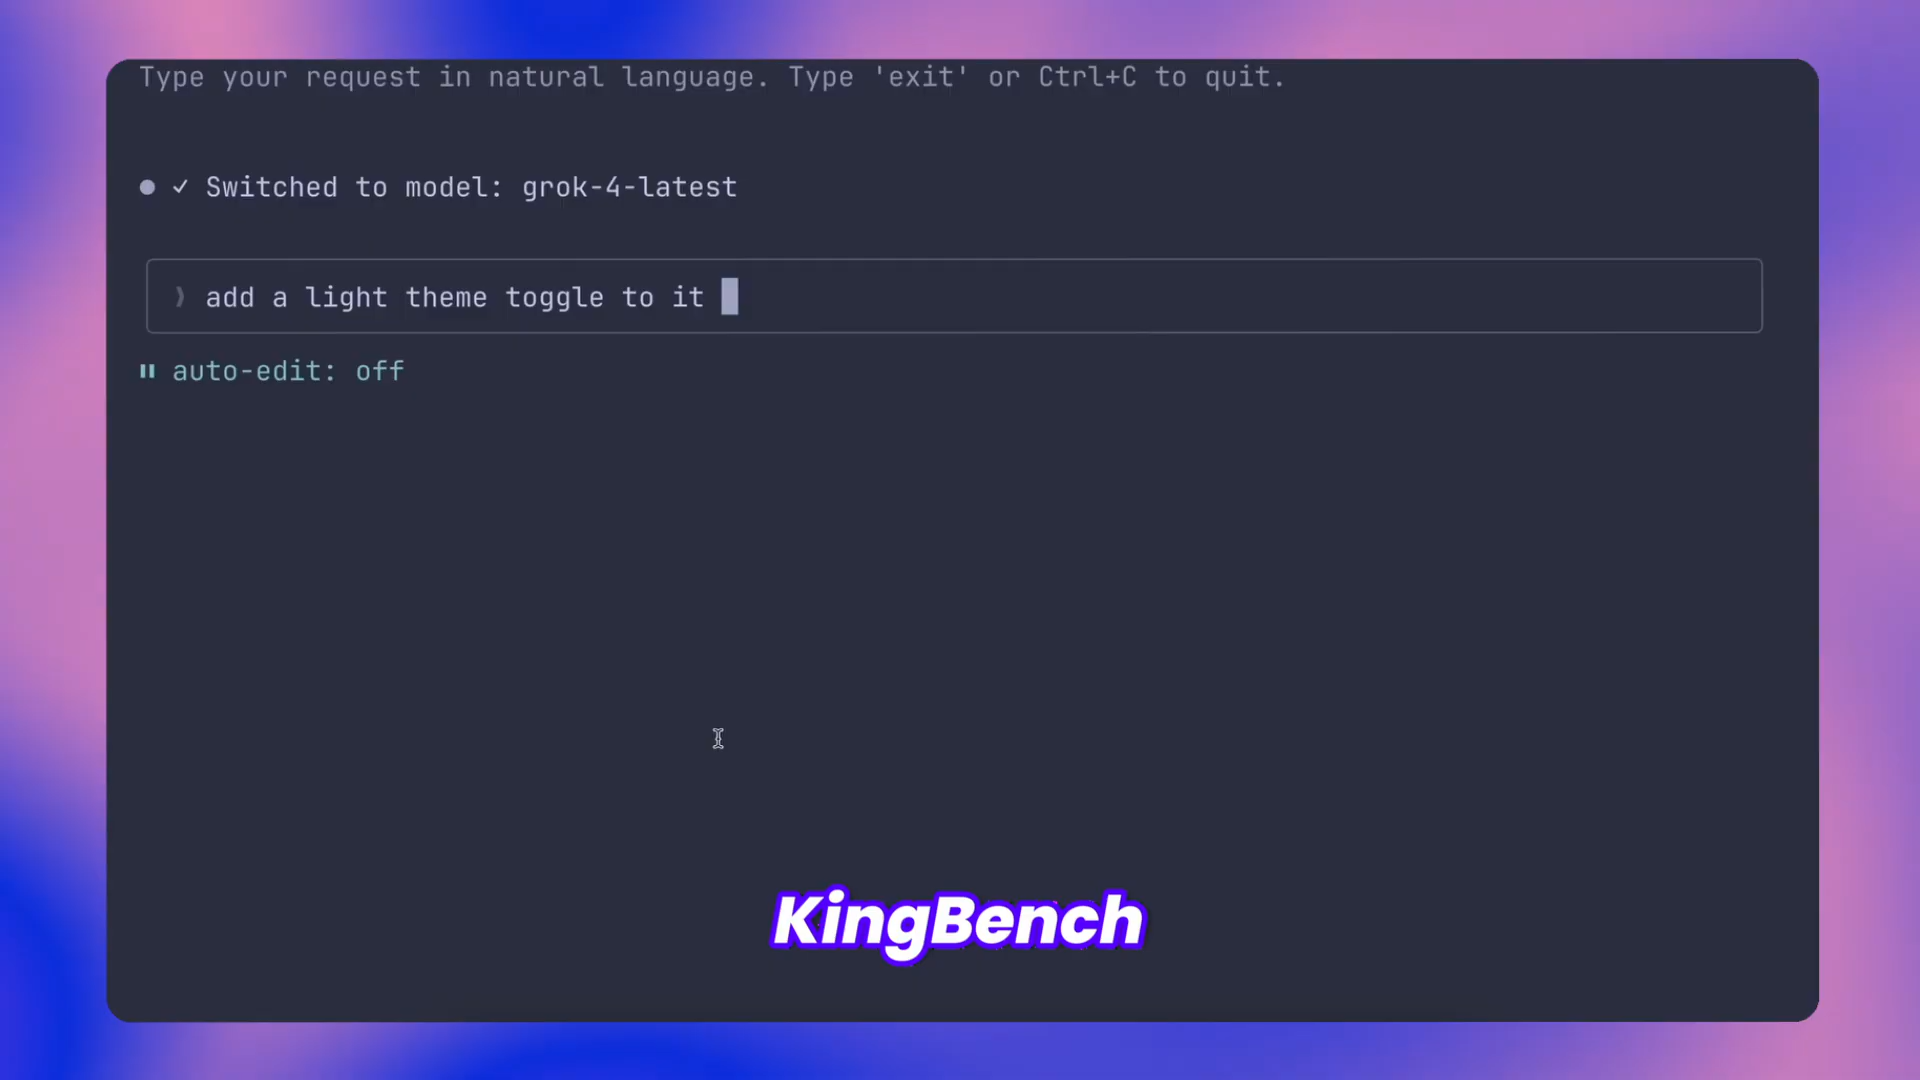 Type your request in natural language. Type 'exit' or Ctrl+C to quit.
● ✓ Switched to model: grok-4-latest
❯ add a light theme toggle to it
⏸ auto-edit: off
KingBench